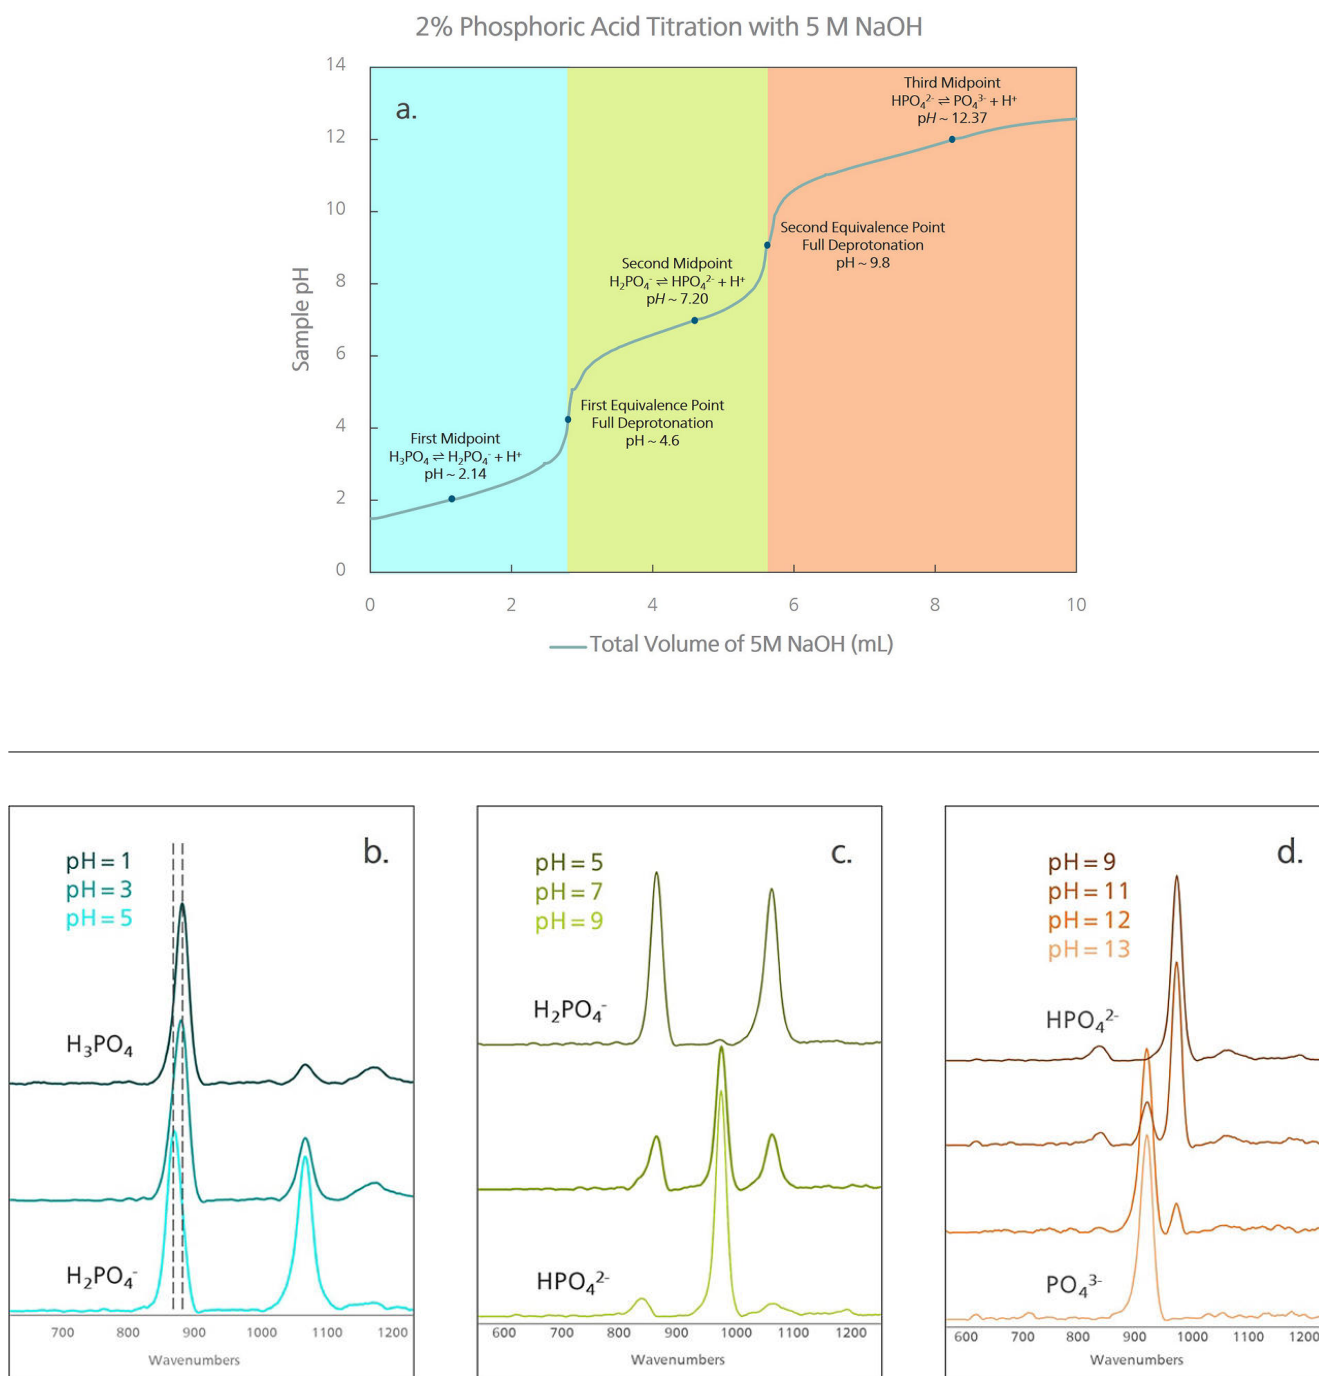 2% Phosphoric Acid Titration with 5 M NaOH
a.
Sample pH
14
12
10
8
6
4
2
0
0 2 4 6 8 10
First Midpoint
H₃PO₄ ⇌ H₂PO₄⁻ + H⁺
pH ~ 2.14
First Equivalence Point
Full Deprotonation
pH ~ 4.6
Second Midpoint
H₂PO₄⁻ ⇌ HPO₄²⁻ + H⁺
pH ~ 7.20
Second Equivalence Point
Full Deprotonation
pH ~ 9.8
Third Midpoint
HPO₄²⁻ ⇌ PO₄³⁻ + H⁺
pH ~ 12.37
Total Volume of 5M NaOH (mL)
b.
pH = 1
pH = 3
pH = 5
H₃PO₄
H₂PO₄⁻
700 800 900 1000 1100 1200
Wavenumbers
c.
pH = 5
pH = 7
pH = 9
H₂PO₄⁻
HPO₄²⁻
600 700 800 900 1000 1100 1200
Wavenumbers
d.
pH = 9
pH = 11
pH = 12
pH = 13
HPO₄²⁻
PO₄³⁻
600 700 800 900 1000 1100 1200
Wavenumbers